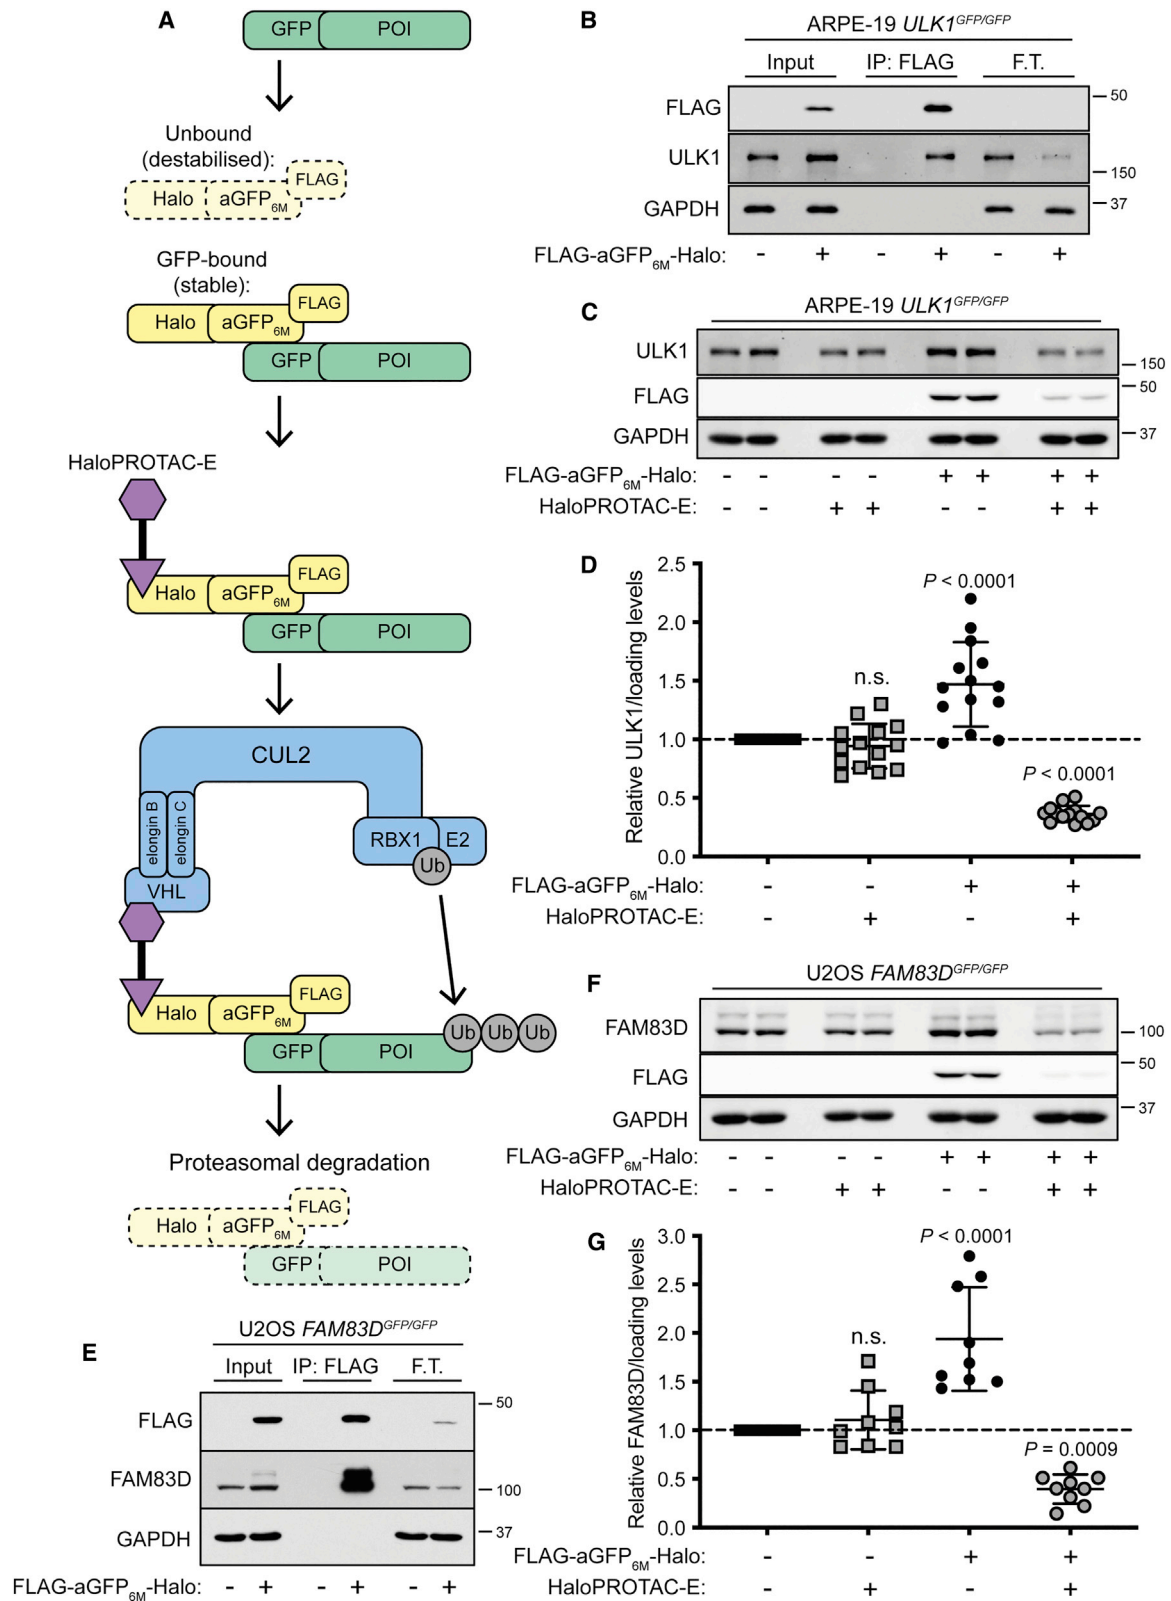 A
GFP POI
Unbound
(destabilised):
FLAG
Halo aGFP6M
GFP-bound
(stable):
FLAG
Halo aGFP6M
GFP POI
HaloPROTAC-E
FLAG
Halo aGFP6M
GFP POI
CUL2
elongin B
elongin C
RBX1 E2
Ub
VHL
FLAG
Halo aGFP6M
Ub Ub Ub
GFP POI
Proteasomal degradation
FLAG
Halo aGFP6M
GFP POI
B
ARPE-19 ULK1GFP/GFP
Input IP: FLAG F.T.
FLAG 50
ULK1 150
GAPDH 37
FLAG-aGFP6M-Halo: - + - + - +
C
ARPE-19 ULK1GFP/GFP
ULK1 150
FLAG 50
GAPDH 37
FLAG-aGFP6M-Halo: - - - - + + + +
HaloPROTAC-E: - - + + - - + +
D
Relative ULK1/loading levels
2.5
2.0
1.5
1.0
0.5
0.0
n.s.
P < 0.0001
P < 0.0001
FLAG-aGFP6M-Halo: - - + +
HaloPROTAC-E: - + - +
E
U2OS FAM83DGFP/GFP
Input IP: FLAG F.T.
FLAG 50
FAM83D 100
GAPDH 37
FLAG-aGFP6M-Halo: - + - + - +
F
U2OS FAM83DGFP/GFP
FAM83D 100
FLAG 50
GAPDH 37
FLAG-aGFP6M-Halo: - - - - + + + +
HaloPROTAC-E: - - + + - - + +
G
Relative FAM83D/loading levels
3.0
2.5
2.0
1.5
1.0
0.5
0.0
n.s.
P < 0.0001
P = 0.0009
FLAG-aGFP6M-Halo: - - + +
HaloPROTAC-E: - + - +